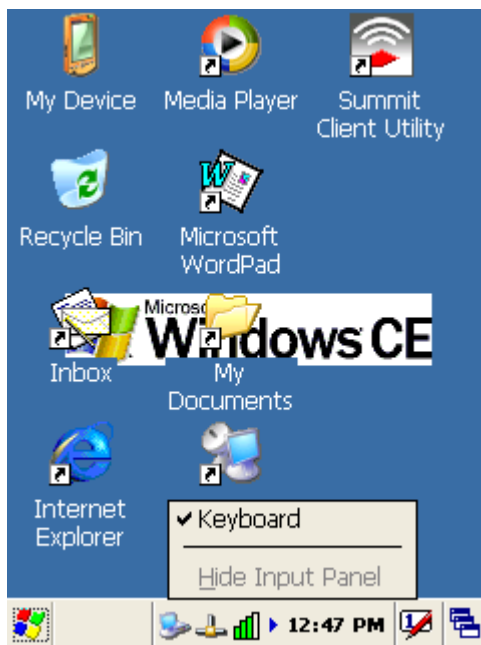 My Device
Media Player
Summit
Client Utility
Recycle Bin
Microsoft
WordPad
Windows CE
Inbox
My
Documents
Internet
Explorer
Keyboard
Hide Input Panel
12:47 PM